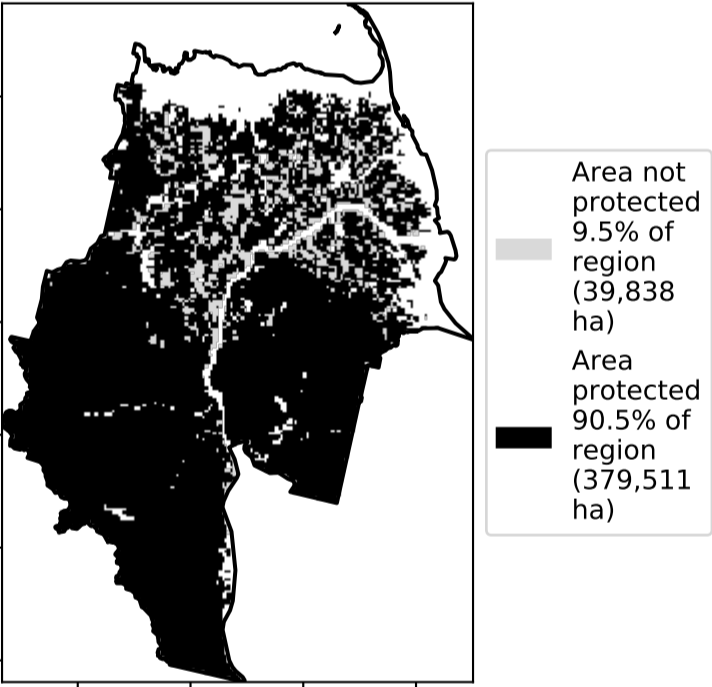 Area not
protected
9.5% of
region
(39,838
ha)
Area
protected
90.5% of
region
(379,511
ha)